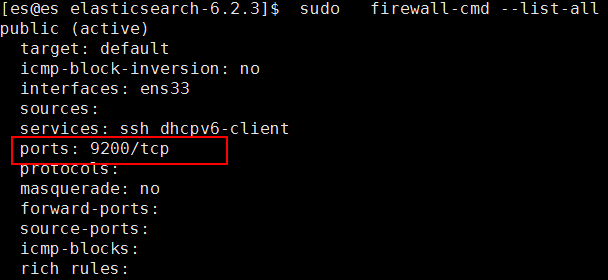 [es@es elasticsearch-6.2.3]$ sudo firewall-cmd --list-all
public (active)
target: default
icmp-block-inversion: no
interfaces: ens33
sources:
services: ssh dhcpv6-client
ports: 9200/tcp
protocols:
masquerade: no
forward-ports:
source-ports:
icmp-blocks:
rich rules: